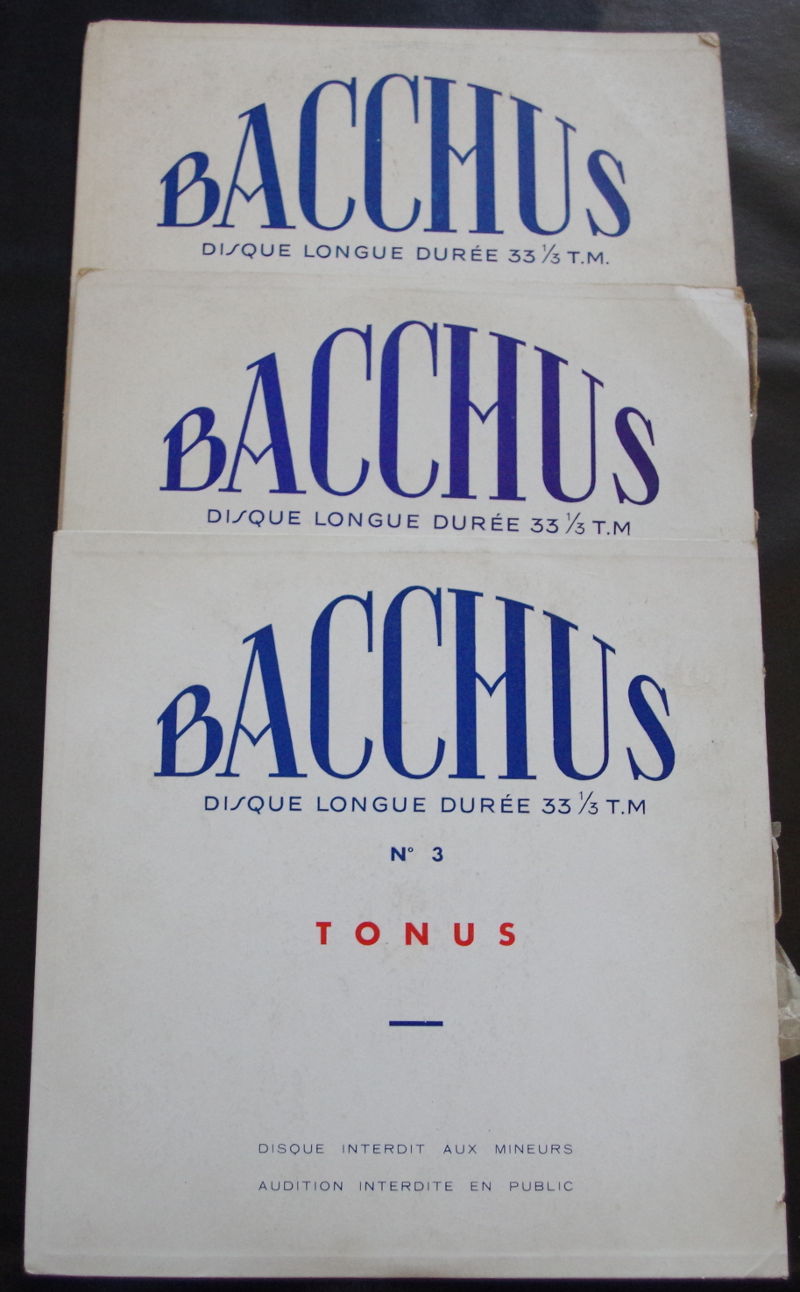 BACCHUS
DISQUE LONGUE DURÉE 33 1/3 T.M.
BACCHUS
DISQUE LONGUE DURÉE 33 1/3 T.M
BACCHUS
DISQUE LONGUE DURÉE 33 1/3 T.M
N° 3
TONUS
DISQUE INTERDIT AUX MINEURS
AUDITION INTERDITE EN PUBLIC